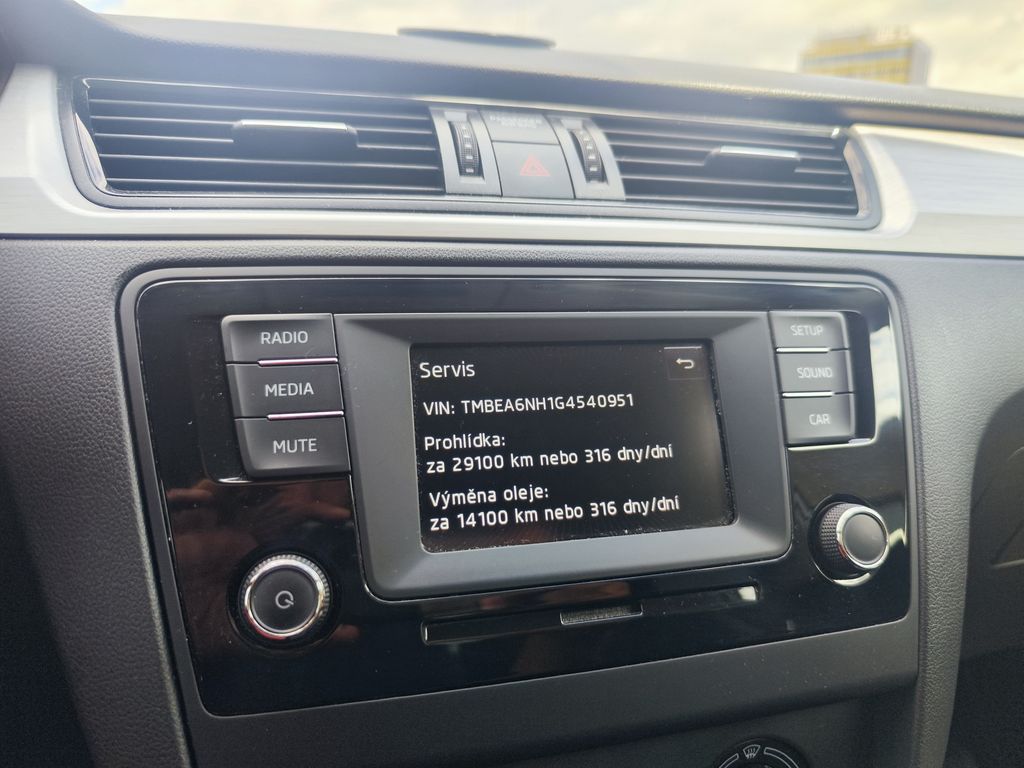 RADIO
MEDIA
MUTE
Servis
VIN: TMBEA6NH1G4540951
Prohlídka:
za 29100 km nebo 316 dny/dní
Výměna oleje:
za 14100 km nebo 316 dny/dní
SETUP
SOUND
CAR